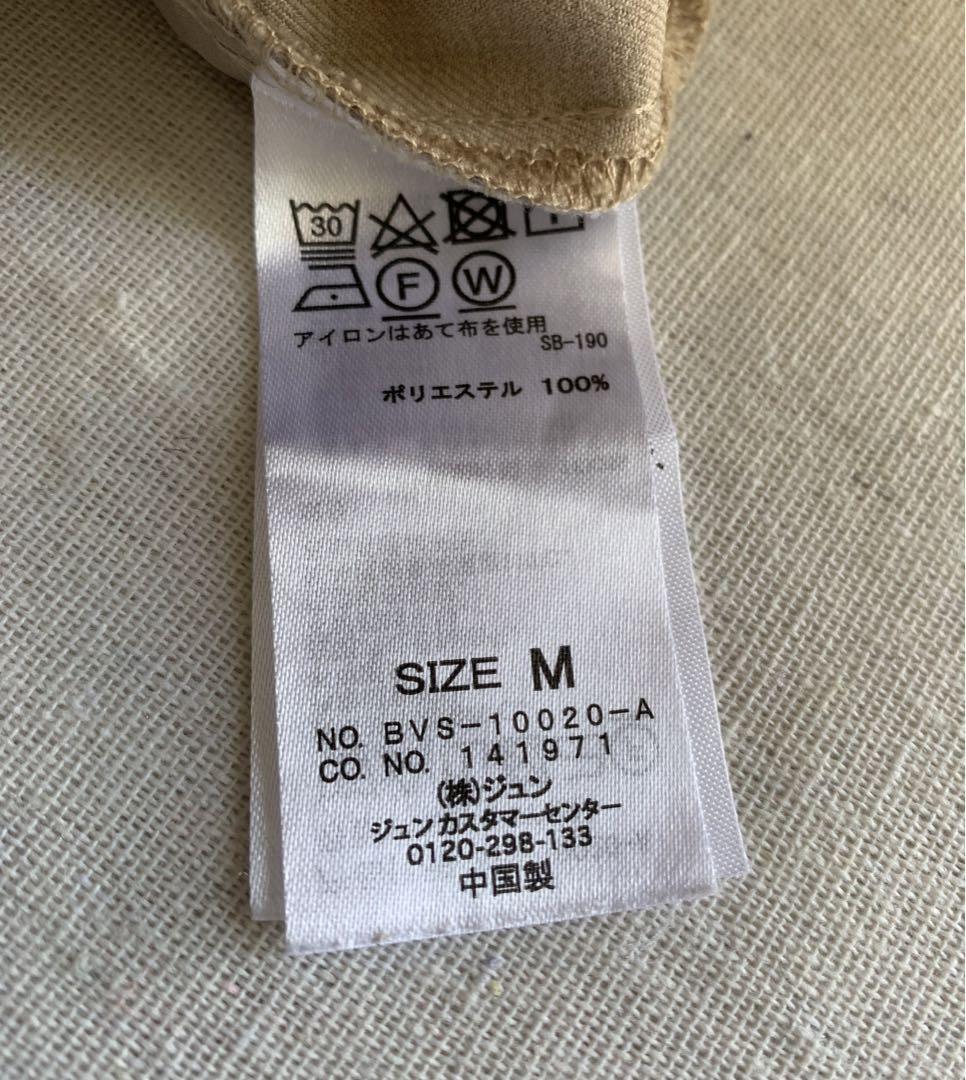 30
F W
アイロンはあて布を使用
SB-190
ポリエステル 100%
SIZE M
NO. BVS-10020-A
CO. NO. 141971
(株)ジュン
ジュンカスタマーセンター
0120-298-133
中国製